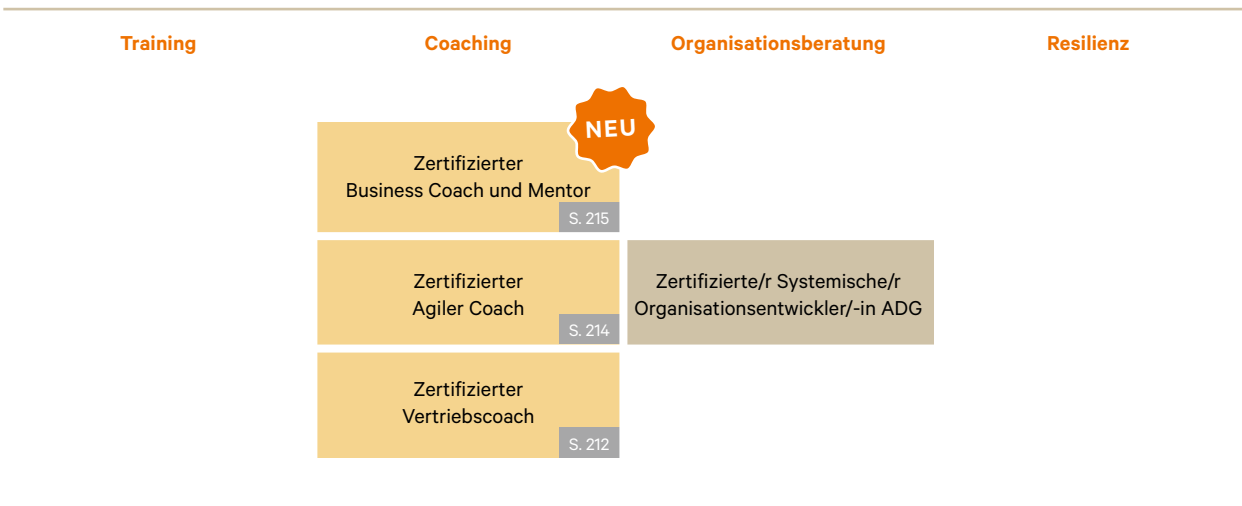 Training
Coaching
Organisationsberatung
Resilienz
NEU
Zertifizierter
Business Coach und Mentor
S. 215
Zertifizierter
Agiler Coach
S. 214
Zertifizierte/r Systemische/r
Organisationsentwickler/-in ADG
Zertifizierter
Vertriebscoach
S. 212